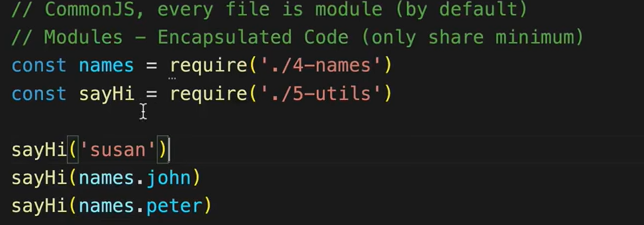 // CommonJS, every file is module (by default)
// Modules - Encapsulated Code (only share minimum)
const names = require('./4-names')
const sayHi = require('./5-utils')
sayHi('susan')
sayHi(names.john)
sayHi(names.peter)